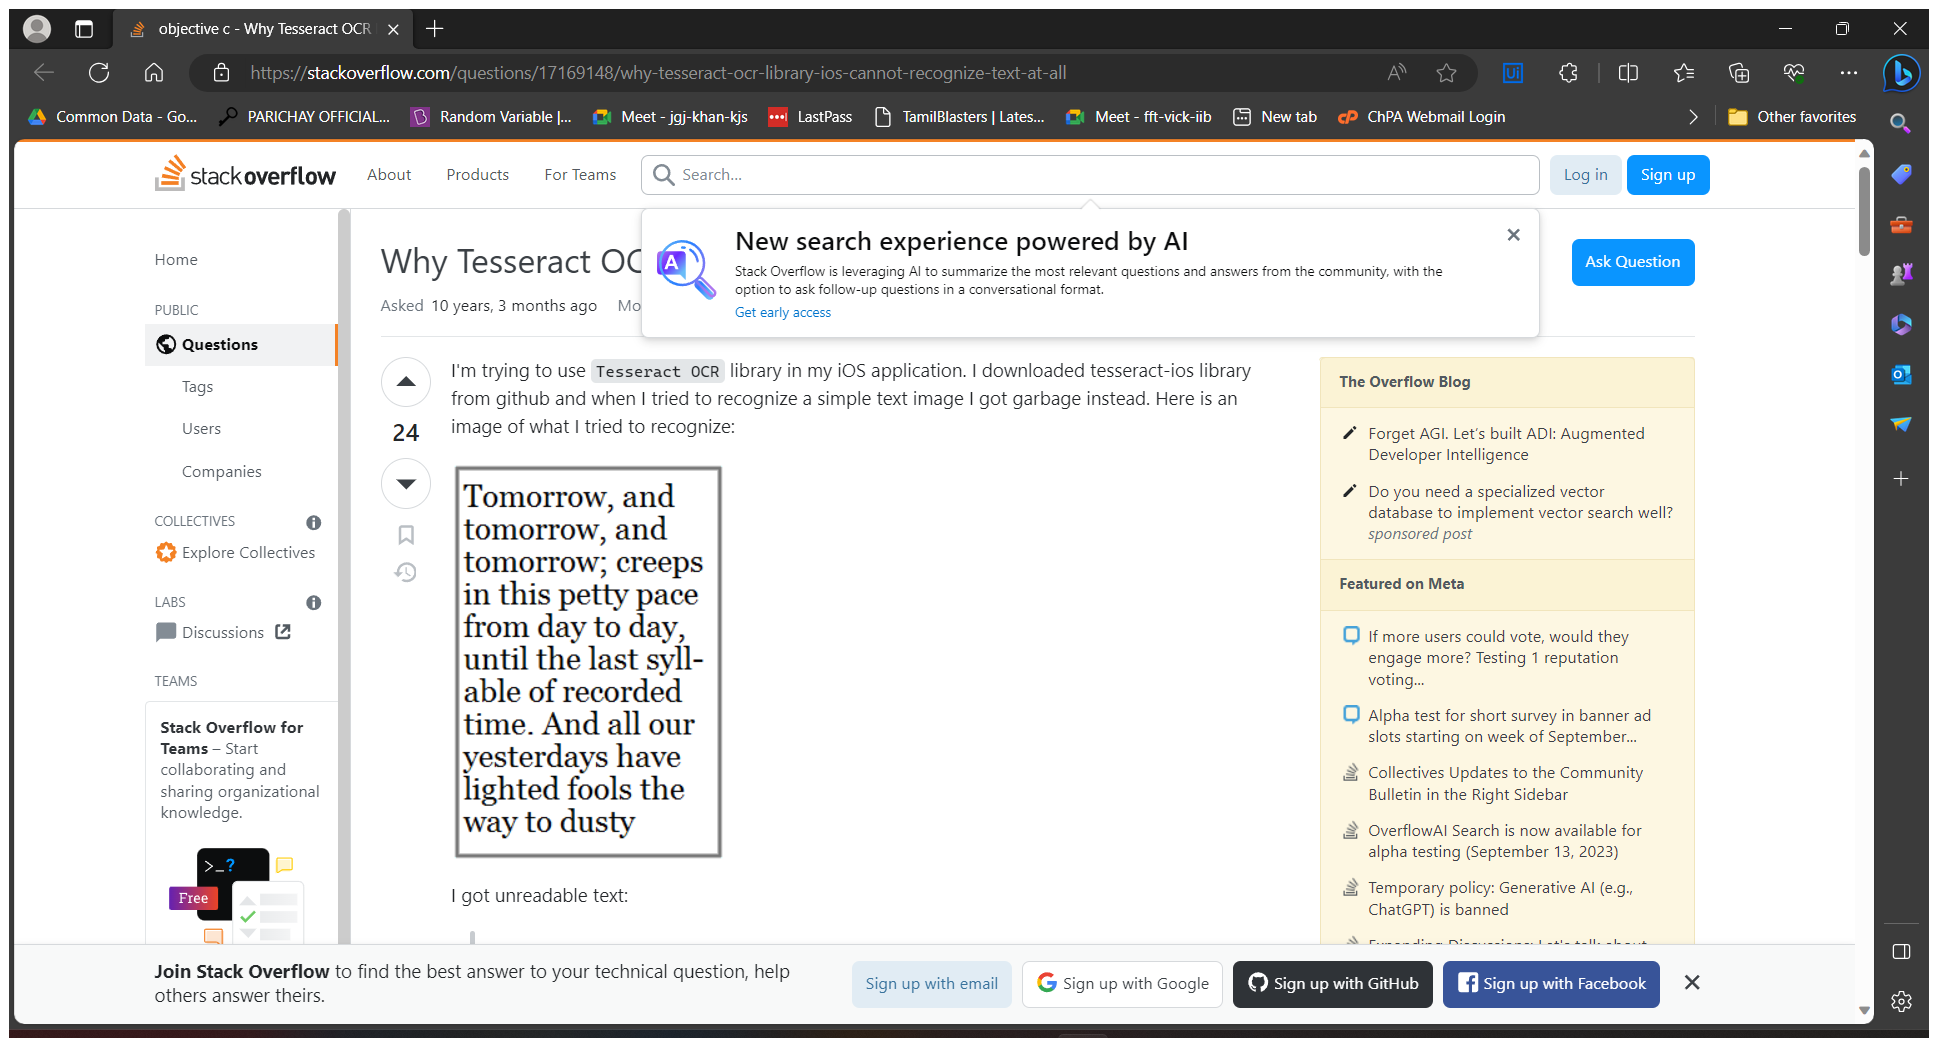 objective c - Why Tesseract OCR
https://stackoverflow.com/questions/17169148/why-tesseract-ocr-library-ios-cannot-recognize-text-at-all
Common Data - Go...
PARICHAY OFFICIAL...
Random Variable |...
Meet - jgj-khan-kjs
LastPass
TamilBlasters | Lates...
Meet - fft-vick-iib
New tab
ChPA Webmail Login
Other favorites
stack overflow
About
Products
For Teams
Search...
Log in
Sign up
New search experience powered by AI
Stack Overflow is leveraging AI to summarize the most relevant questions and answers from the community, with the
option to ask follow-up questions in a conversational format.
Get early access
Home
PUBLIC
Questions
Tags
Users
Companies
COLLECTIVES
Explore Collectives
LABS
Discussions
TEAMS
Stack Overflow for
Teams – Start
collaborating and
sharing organizational
knowledge.
>_?
Free
Why Tesseract OC
Asked 10 years, 3 months ago Mo
Ask Question
24
I'm trying to use Tesseract OCR library in my iOS application. I downloaded tesseract-ios library
from github and when I tried to recognize a simple text image I got garbage instead. Here is an
image of what I tried to recognize:
Tomorrow, and
tomorrow, and
tomorrow; creeps
in this petty pace
from day to day,
until the last syll-
able of recorded
time. And all our
yesterdays have
lighted fools the
way to dusty
I got unreadable text:
The Overflow Blog
Forget AGI. Let's built ADI: Augmented
Developer Intelligence
Do you need a specialized vector
database to implement vector search well?
sponsored post
Featured on Meta
If more users could vote, would they
engage more? Testing 1 reputation
voting...
Alpha test for short survey in banner ad
slots starting on week of September...
Collectives Updates to the Community
Bulletin in the Right Sidebar
OverflowAI Search is now available for
alpha testing (September 13, 2023)
Temporary policy: Generative AI (e.g.,
ChatGPT) is banned
Expanding Discussions: Let's talk about
Join Stack Overflow to find the best answer to your technical question, help
others answer theirs.
Sign up with email
Sign up with Google
Sign up with GitHub
Sign up with Facebook